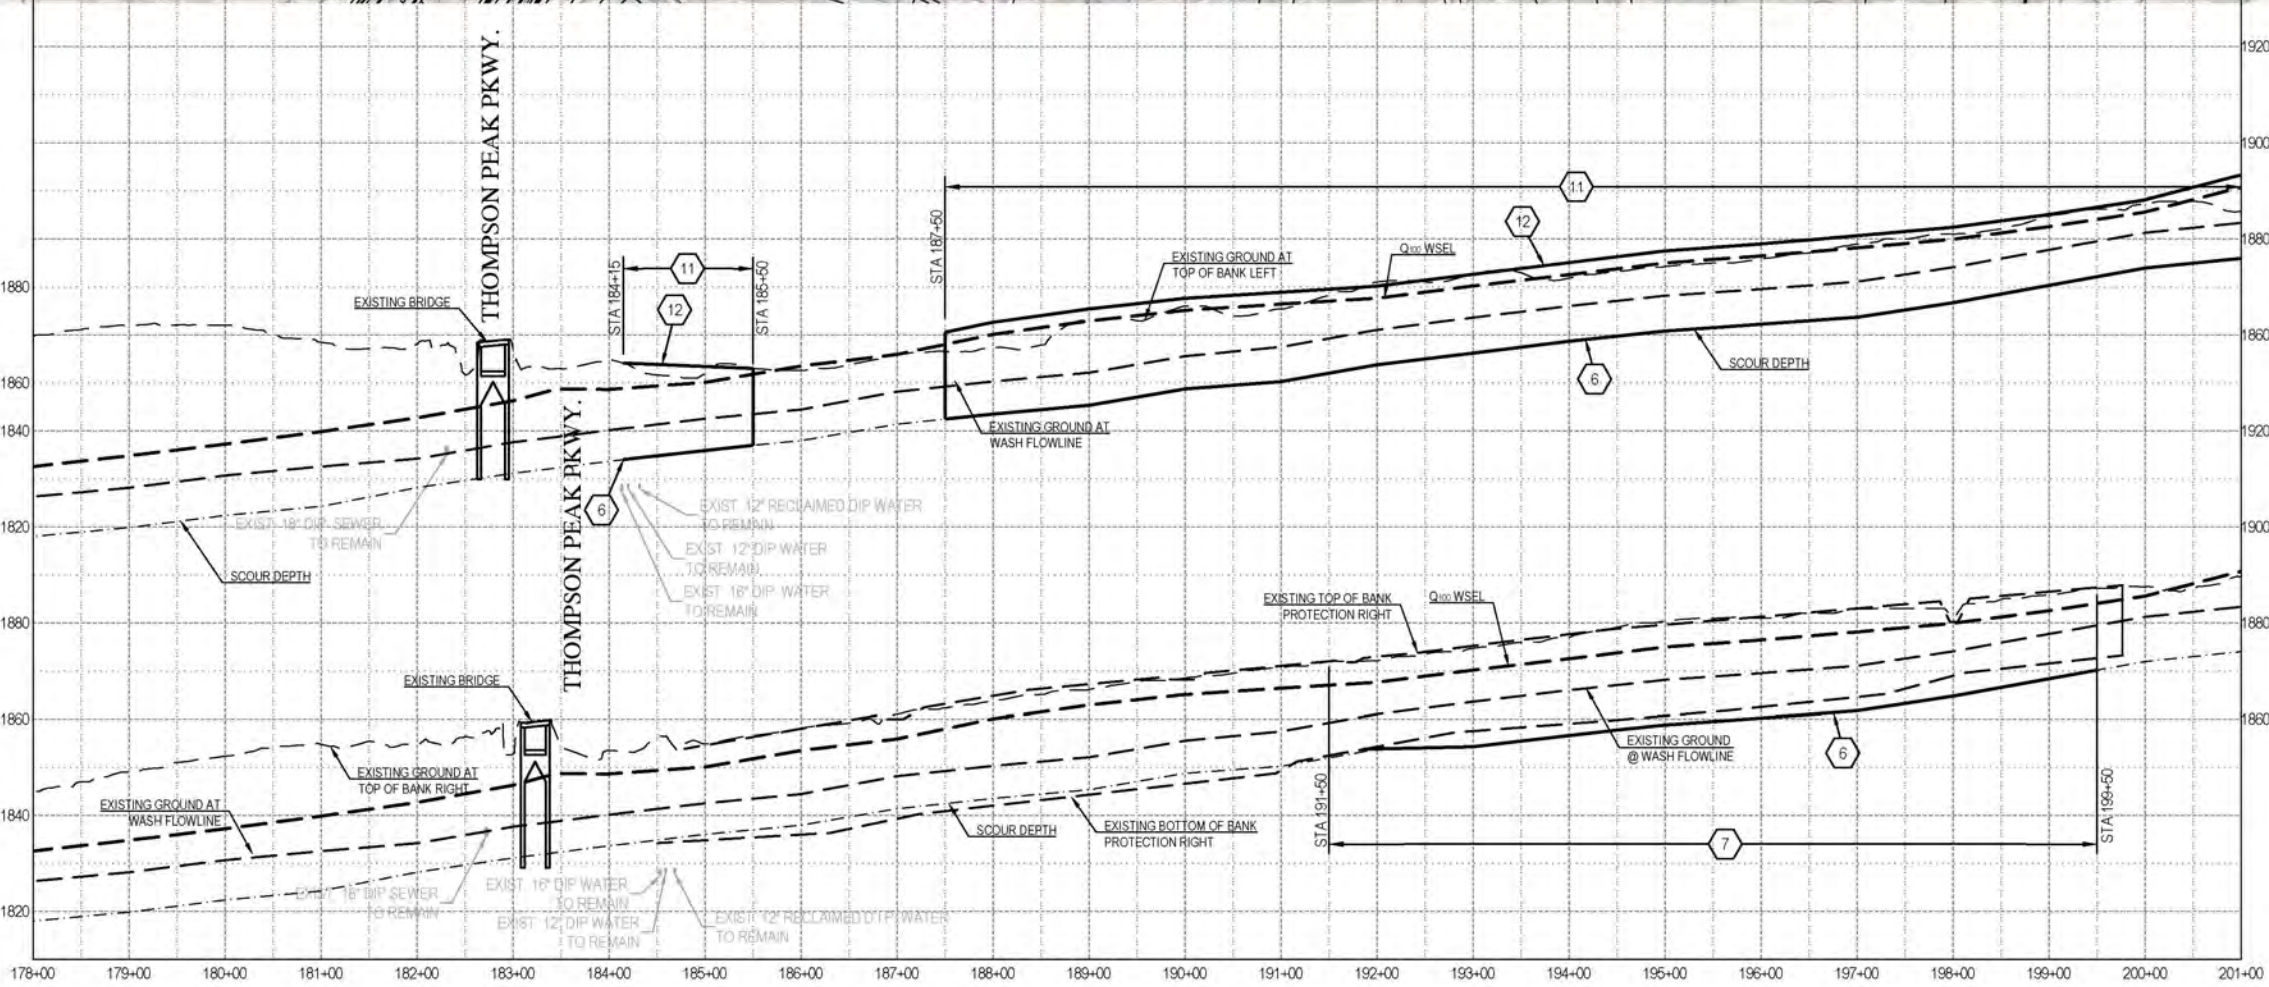 THOMPSON PEAK PKWY.
1920
1900
1880
1860
STA 187+50
11
12
Q100 WSEL
EXISTING GROUND AT
TOP OF BANK LEFT
EXISTING BRIDGE
STA 184+15
11
12
STA 185+50
1880
1860
1840
1820
SCOUR DEPTH
6
EXISTING GROUND AT
WASH FLOWLINE
1920
1900
THOMPSON PEAK PKWY.
6
EXIST. 12" RECLAIMED DIP WATER
TO REMAIN
EXIST. 12" DIP WATER
TO REMAIN
EXIST. 16" DIP WATER
TO REMAIN
EXIST. 18" DIP SEWER
TO REMAIN
SCOUR DEPTH
1880
1860
1840
1820
EXISTING TOP OF BANK
PROTECTION RIGHT
Q100 WSEL
1880
1860
EXISTING BRIDGE
EXISTING GROUND AT
TOP OF BANK RIGHT
EXISTING GROUND AT
WASH FLOWLINE
EXISTING GROUND
@ WASH FLOWLINE
6
SCOUR DEPTH
EXISTING BOTTOM OF BANK
PROTECTION RIGHT
STA 191+50
7
STA 199+50
EXIST. 18" DIP SEWER
TO REMAIN
EXIST. 16" DIP WATER
TO REMAIN
EXIST. 12" DIP WATER
TO REMAIN
EXIST. 12" RECLAIMED D.I.P. WATER
TO REMAIN
178+00 179+00 180+00 181+00 182+00 183+00 184+00 185+00 186+00 187+00 188+00 189+00 190+00 191+00 192+00 193+00 194+00 195+00 196+00 197+00 198+00 199+00 200+00 201+00